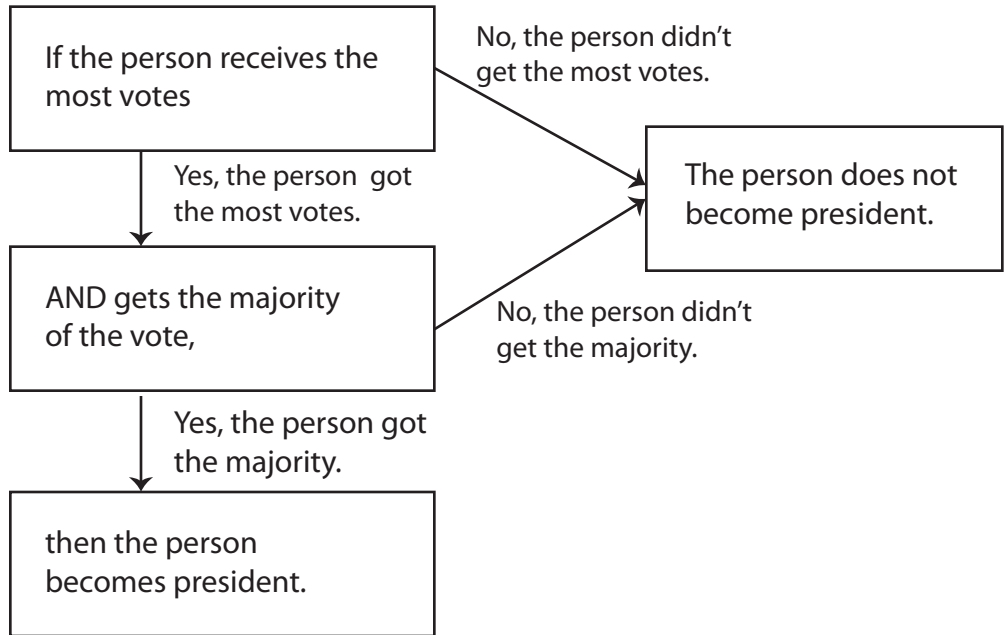 If the person receives the
most votes
No, the person didn't
get the most votes.
Yes, the person got
the most votes.
The person does not
become president.
AND gets the majority
of the vote,
No, the person didn't
get the majority.
Yes, the person got
the majority.
then the person
becomes president.